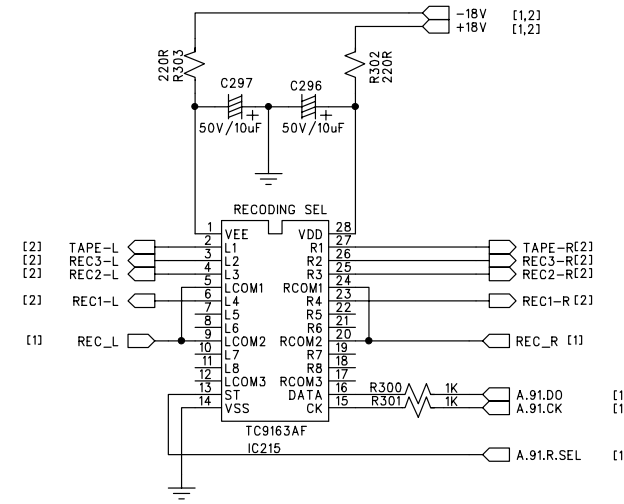 -18V [1,2]
+18V [1,2]
220R
R303
R302
220R
C297
C296
+
+
50V/10uF
50V/10uF
RECODING SEL
1 VEE VDD 28
[2] TAPE-L 2 L1 R1 27 TAPE-R[2]
[2] REC3-L 3 L2 R2 26 REC3-R[2]
[2] REC2-L 4 L3 R3 25 REC2-R[2]
5 LCOM1 RCOM1 24
[2] REC1-L 6 L4 R4 23 REC1-R [2]
7 L5 R5 22
8 L6 R6 21
[1] REC_L 9 LCOM2 RCOM2 20 REC_R [1]
10 L7 R7 19
11 L8 R8 18
12 LCOM3 RCOM3 17
13 ST DATA 16 R300 1K A.91.DO [1
14 VSS CK 15 R301 1K A.91.CK [1
TC9163AF
IC215
A.91.R.SEL [1